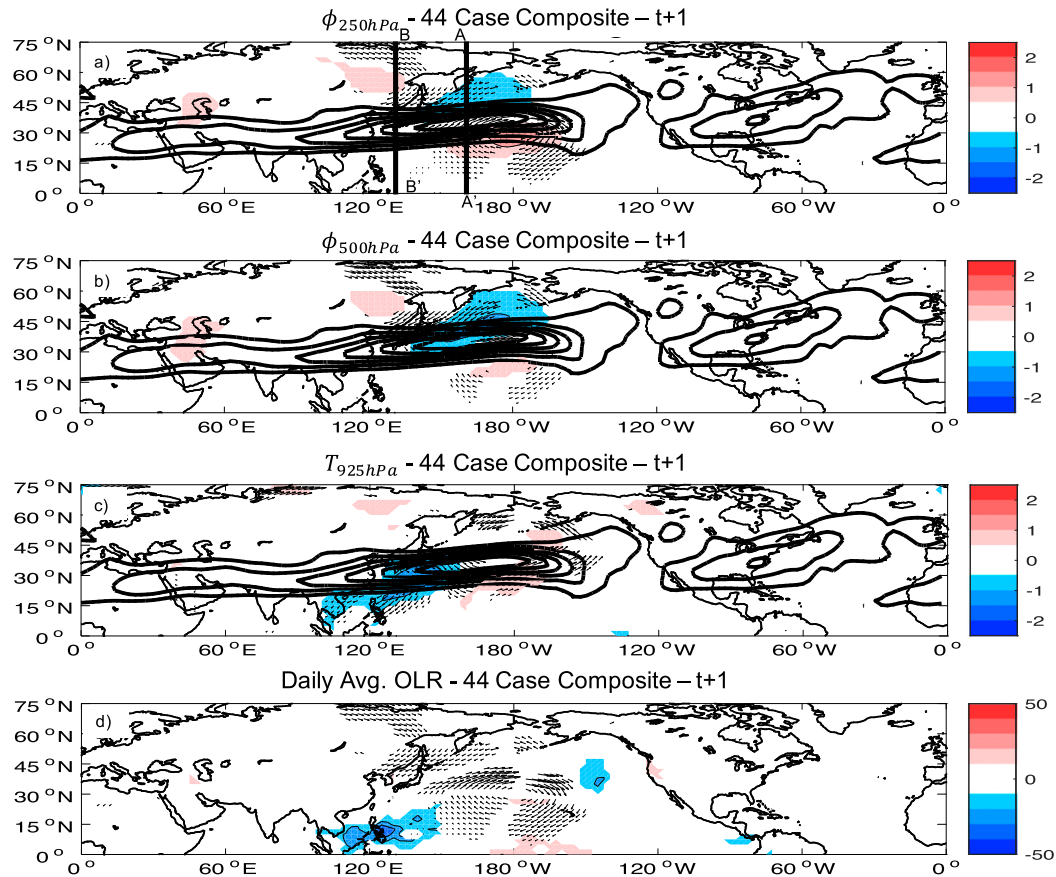 ϕ250hPa - 44 Case Composite – t+1
B A
a)
75 °N
60 °N
45 °N
30 °N
15 °N
0 °
B' A'
0 ° 60 °E 120 °E 180 °W 120 °W 60 °W 0 °
2
1
0
-1
-2
ϕ500hPa - 44 Case Composite – t+1
b)
75 °N
60 °N
45 °N
30 °N
15 °N
0 °
0 ° 60 °E 120 °E 180 °W 120 °W 60 °W 0 °
2
1
0
-1
-2
T925hPa - 44 Case Composite – t+1
c)
75 °N
60 °N
45 °N
30 °N
15 °N
0 °
0 ° 60 °E 120 °E 180 °W 120 °W 60 °W 0 °
2
1
0
-1
-2
Daily Avg. OLR - 44 Case Composite – t+1
d)
75 °N
60 °N
45 °N
30 °N
15 °N
0 °
0 ° 60 °E 120 °E 180 °W 120 °W 60 °W 0 °
50
0
-50